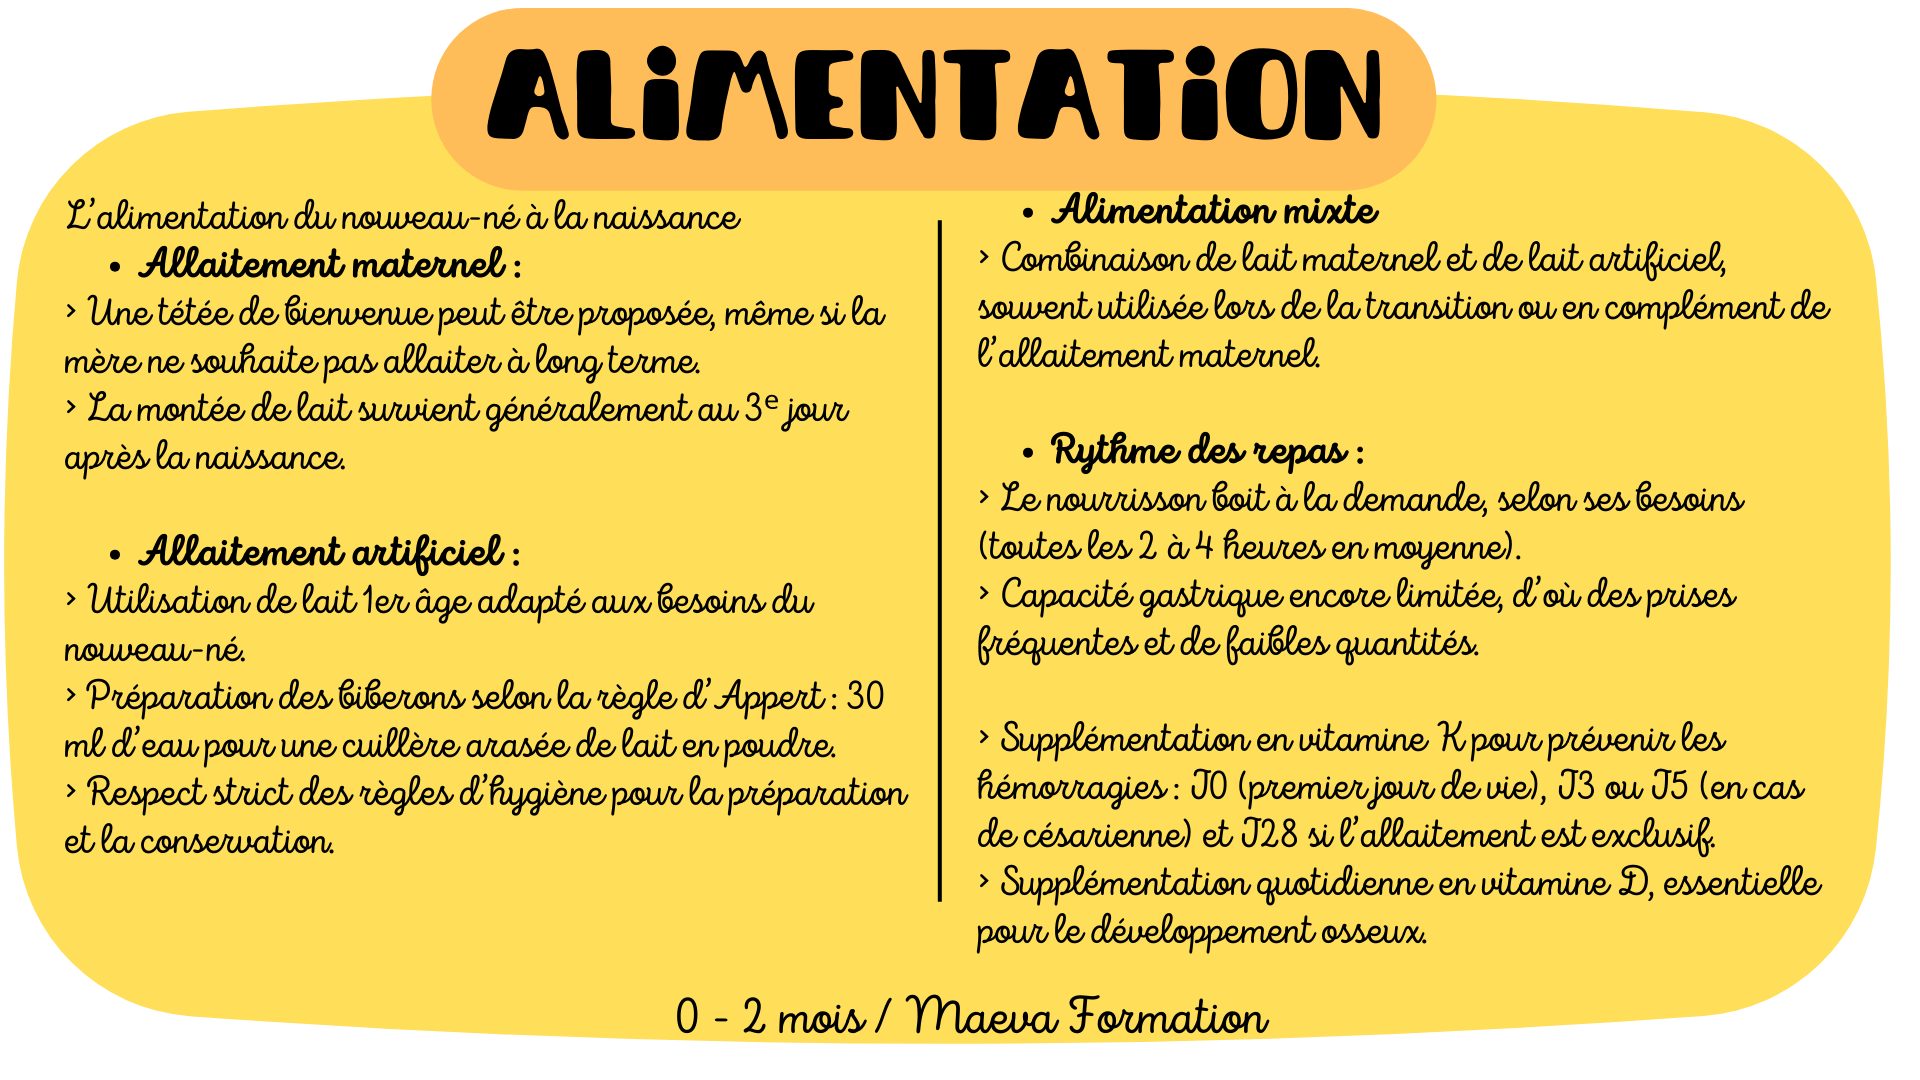 ALiMENTATiON
L'alimentation du nouveau-né à la naissance
• Allaitement maternel :
> Une tétée de bienvenue peut être proposée, même si la
mère ne souhaite pas allaiter à long terme.
> La montée de lait survient généralement au 3ᵉ jour
après la naissance.
• Allaitement artificiel :
> Utilisation de lait 1er âge adapté aux besoins du
nouveau-né.
> Préparation des biberons selon la règle d'Appert : 30
ml d'eau pour une cuillère arasée de lait en poudre.
> Respect strict des règles d'hygiène pour la préparation
et la conservation.
• Alimentation mixte
> Combinaison de lait maternel et de lait artificiel,
souvent utilisée lors de la transition ou en complément de
l'allaitement maternel.
• Rythme des repas :
> Le nourrisson boit à la demande, selon ses besoins
(toutes les 2 à 4 heures en moyenne).
> Capacité gastrique encore limitée, d'où des prises
fréquentes et de faibles quantités.
> Supplémentation en vitamine K pour prévenir les
hémorragies : J0 (premier jour de vie), J3 ou J5 (en cas
de césarienne) et J28 si l'allaitement est exclusif.
> Supplémentation quotidienne en vitamine D, essentielle
pour le développement osseux.
0 - 2 mois / Maeva Formation